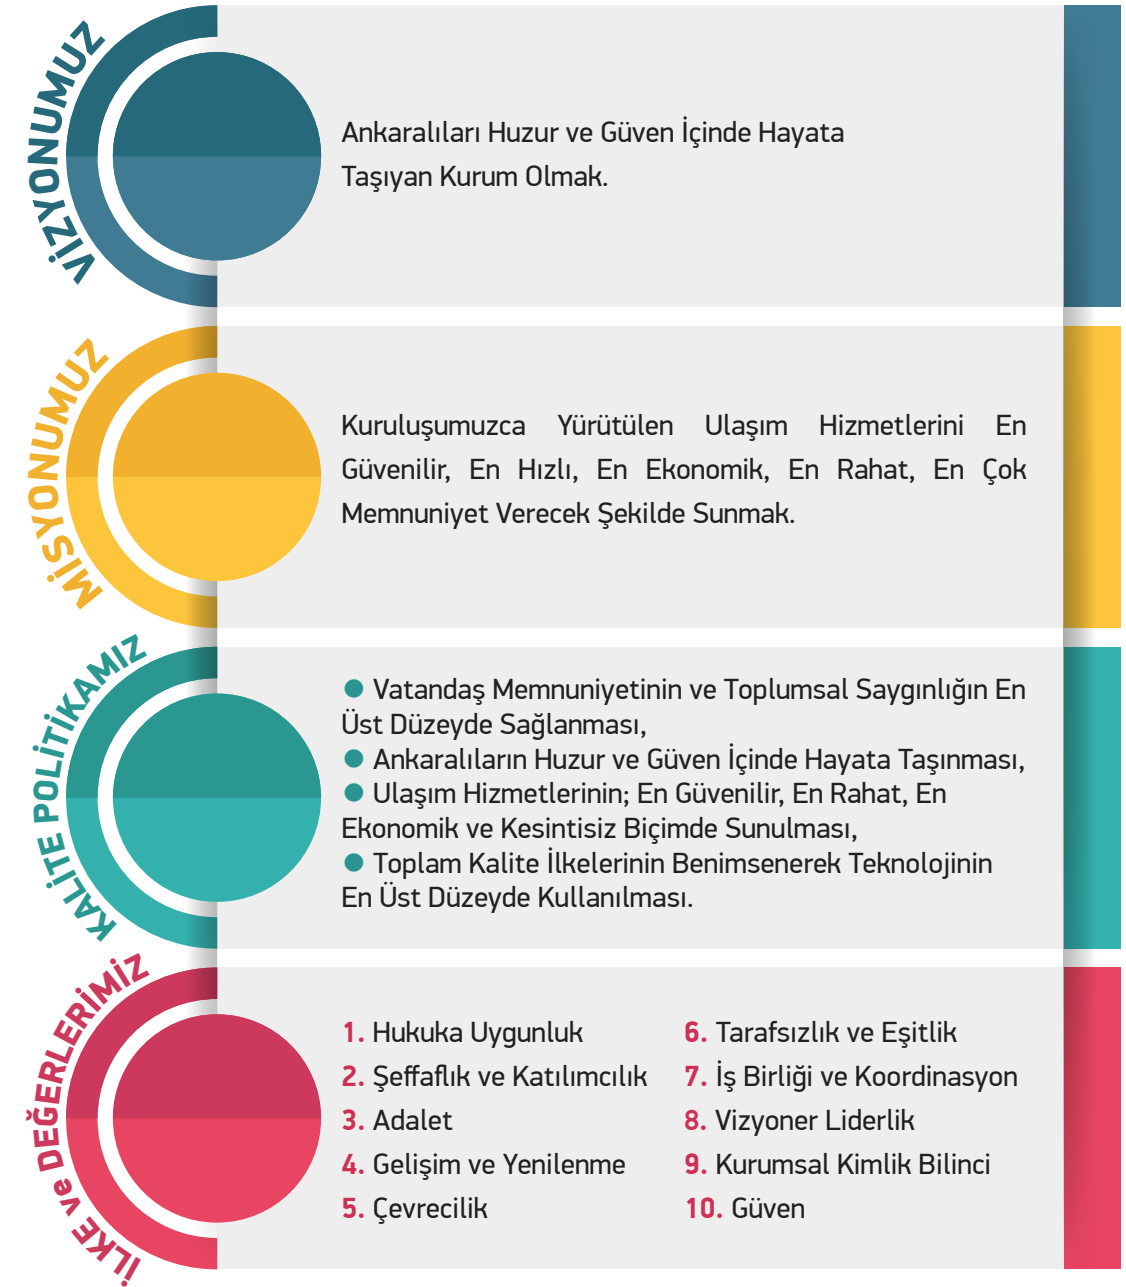 VİZYONUMUZ
Ankaralıları Huzur ve Güven İçinde Hayata
Taşıyan Kurum Olmak.
MİSYONUMUZ
Kuruluşumuzca Yürütülen Ulaşım Hizmetlerini En
Güvenilir, En Hızlı, En Ekonomik, En Rahat, En Çok
Memnuniyet Verecek Şekilde Sunmak.
KALİTE POLİTİKAMIZ
● Vatandaş Memnuniyetinin ve Toplumsal Saygınlığın En
Üst Düzeyde Sağlanması,
● Ankaralıların Huzur ve Güven İçinde Hayata Taşınması,
● Ulaşım Hizmetlerinin; En Güvenilir, En Rahat, En
Ekonomik ve Kesintisiz Biçimde Sunulması,
● Toplam Kalite İlkelerinin Benimsenerek Teknolojinin
En Üst Düzeyde Kullanılması.
İLKE ve DEĞERLERİMİZ
1. Hukuka Uygunluk
2. Şeffaflık ve Katılımcılık
3. Adalet
4. Gelişim ve Yenilenme
5. Çevrecilik
6. Tarafsızlık ve Eşitlik
7. İş Birliği ve Koordinasyon
8. Vizyoner Liderlik
9. Kurumsal Kimlik Bilinci
10. Güven